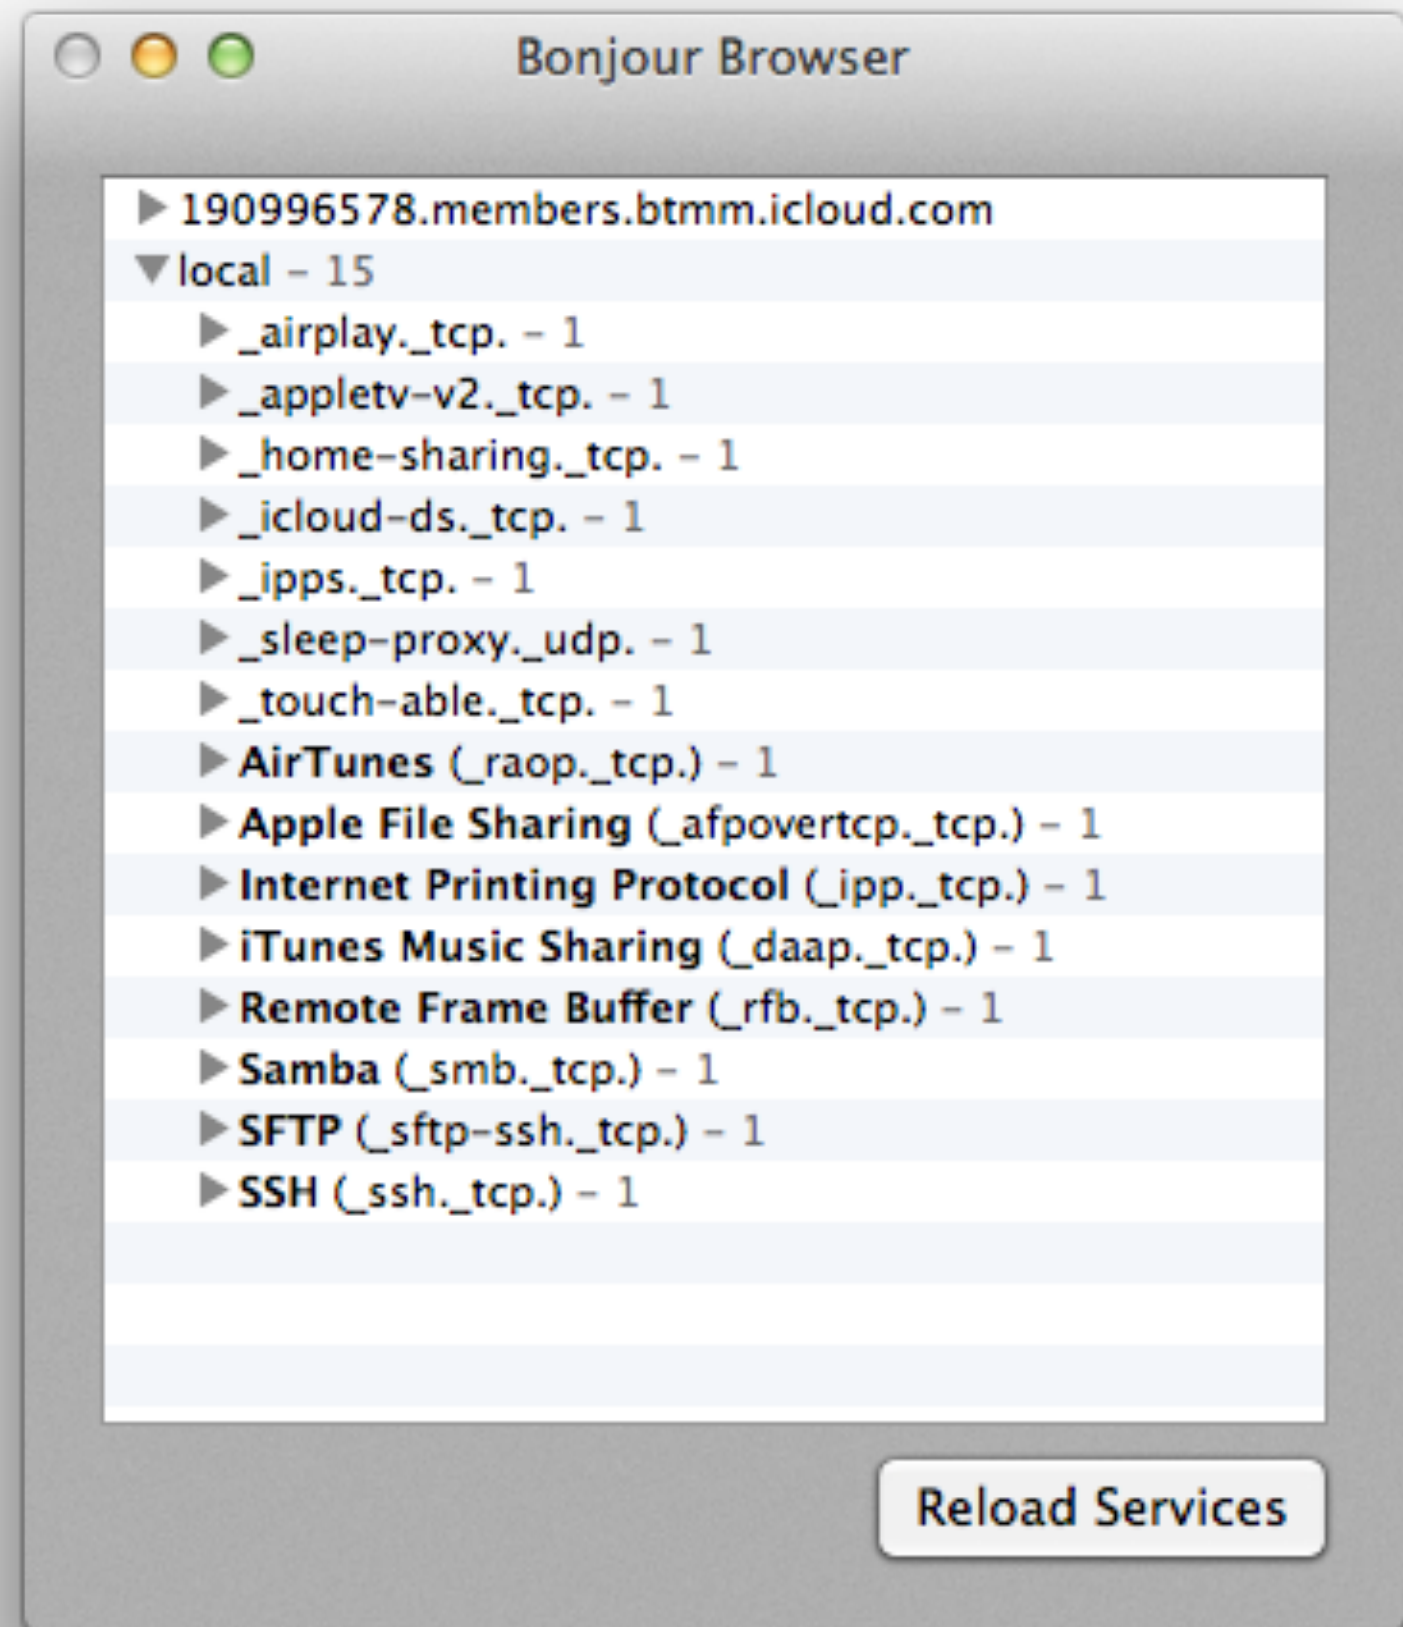 Bonjour Browser
190996578.members.btmm.icloud.com
local – 15
_airplay._tcp. – 1
_appletv-v2._tcp. – 1
_home-sharing._tcp. – 1
_icloud-ds._tcp. – 1
_ipps._tcp. – 1
_sleep-proxy._udp. – 1
_touch-able._tcp. – 1
AirTunes (_raop._tcp.) – 1
Apple File Sharing (_afpovertcp._tcp.) – 1
Internet Printing Protocol (_ipp._tcp.) – 1
iTunes Music Sharing (_daap._tcp.) – 1
Remote Frame Buffer (_rfb._tcp.) – 1
Samba (_smb._tcp.) – 1
SFTP (_sftp-ssh._tcp.) – 1
SSH (_ssh._tcp.) – 1
Reload Services